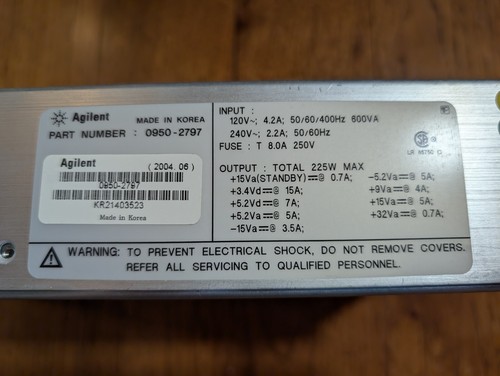 Agilent MADE IN KOREA
PART NUMBER : 0950-2797
Agilent (2004.06)
0950-2797
KR21403523
Made in Korea
INPUT :
120V~; 4.2A; 50/60/400Hz 600VA
240V~; 2.2A; 50/60Hz
FUSE : T 8.0A 250V
OUTPUT : TOTAL 225W MAX
+15Va(STANDBY)⎓@ 0.7A; -5.2Va⎓@ 5A;
+3.4Vd⎓@ 15A; +9Va⎓@ 4A;
+5.2Vd⎓@ 7A; +15Va⎓@ 5A;
+5.2Va⎓@ 5A; +32Va⎓@ 0.7A;
-15Va⎓@ 3.5A;
WARNING: TO PREVENT ELECTRICAL SHOCK, DO NOT REMOVE COVERS.
REFER ALL SERVICING TO QUALIFIED PERSONNEL.